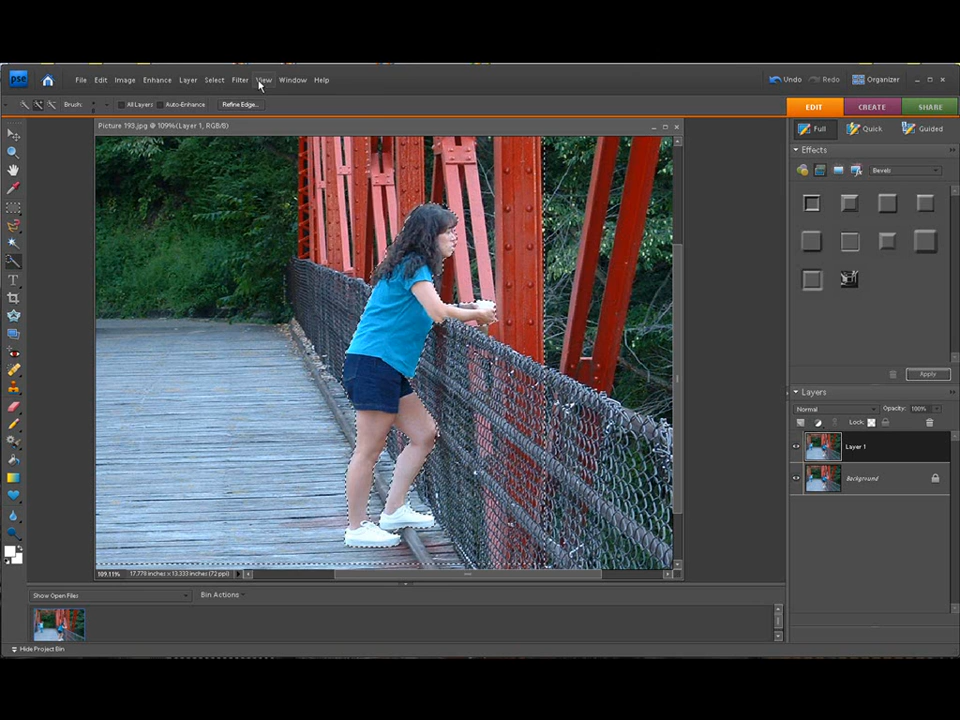 pse File Edit Image Enhance Layer Select Filter View Window Help Undo Redo Organizer
Brush: All Layers Auto-Enhance Refine Edge... EDIT CREATE SHARE
Picture 193.jpg @ 109%(Layer 1, RGB/8)
Full Quick Guided
Effects
Bevels
Apply
Layers
Normal Opacity: 100%
Lock:
Layer 1
Background
109.11% 17.778 inches x 13.333 inches (72 ppi)
Show Open Files Bin Actions
Hide Project Bin